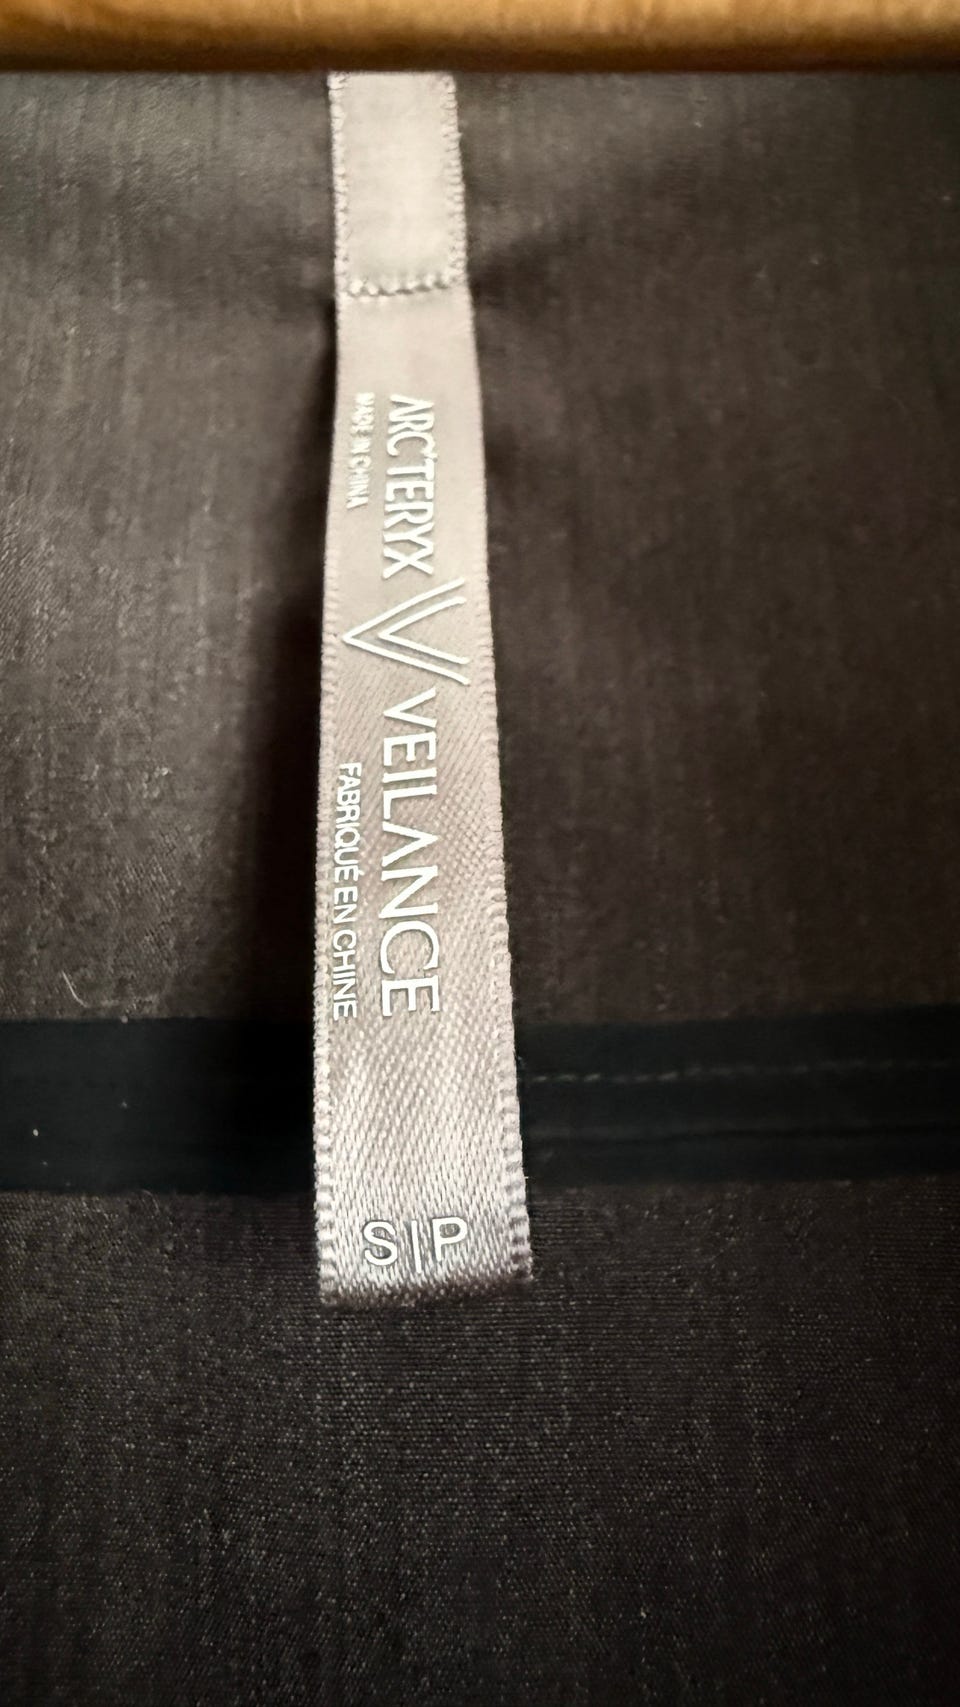 ARC'TERYX VEILANCE
MADE IN CHINA
FABRIQUÉ EN CHINE
S|P